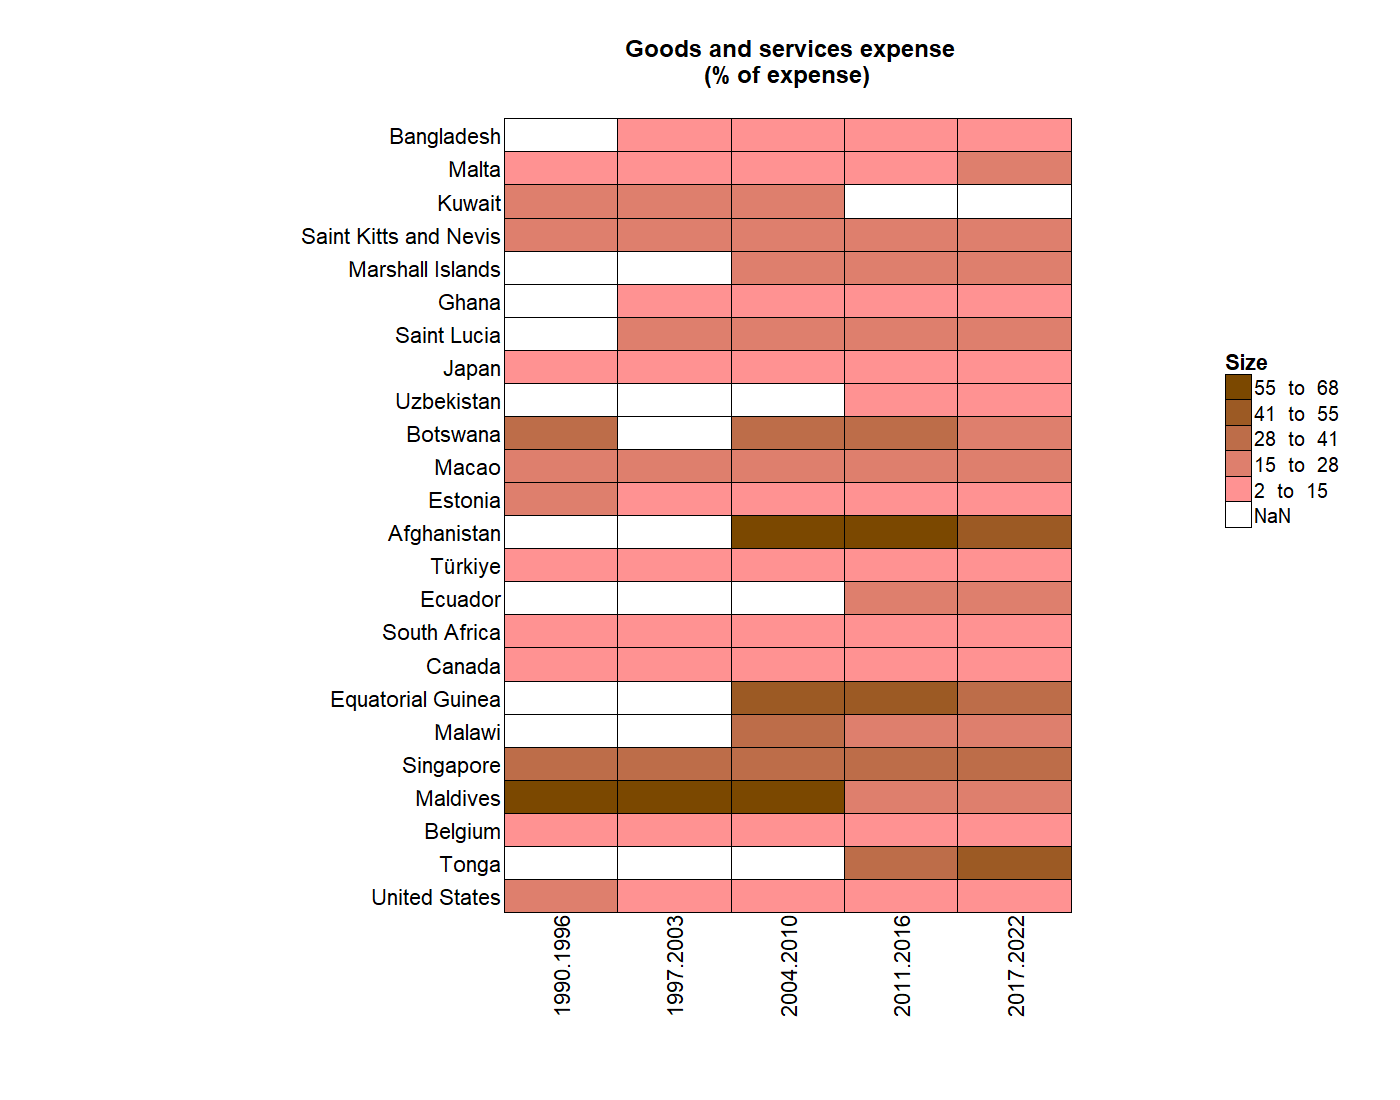 Goods and services expense
(% of expense)
Bangladesh
Malta
Kuwait
Saint Kitts and Nevis
Marshall Islands
Ghana
Saint Lucia
Japan
Uzbekistan
Botswana
Macao
Estonia
Afghanistan
Türkiye
Ecuador
South Africa
Canada
Equatorial Guinea
Malawi
Singapore
Maldives
Belgium
Tonga
United States
1990.1996
1997.2003
2004.2010
2011.2016
2017.2022
Size
55 to 68
41 to 55
28 to 41
15 to 28
2 to 15
NaN